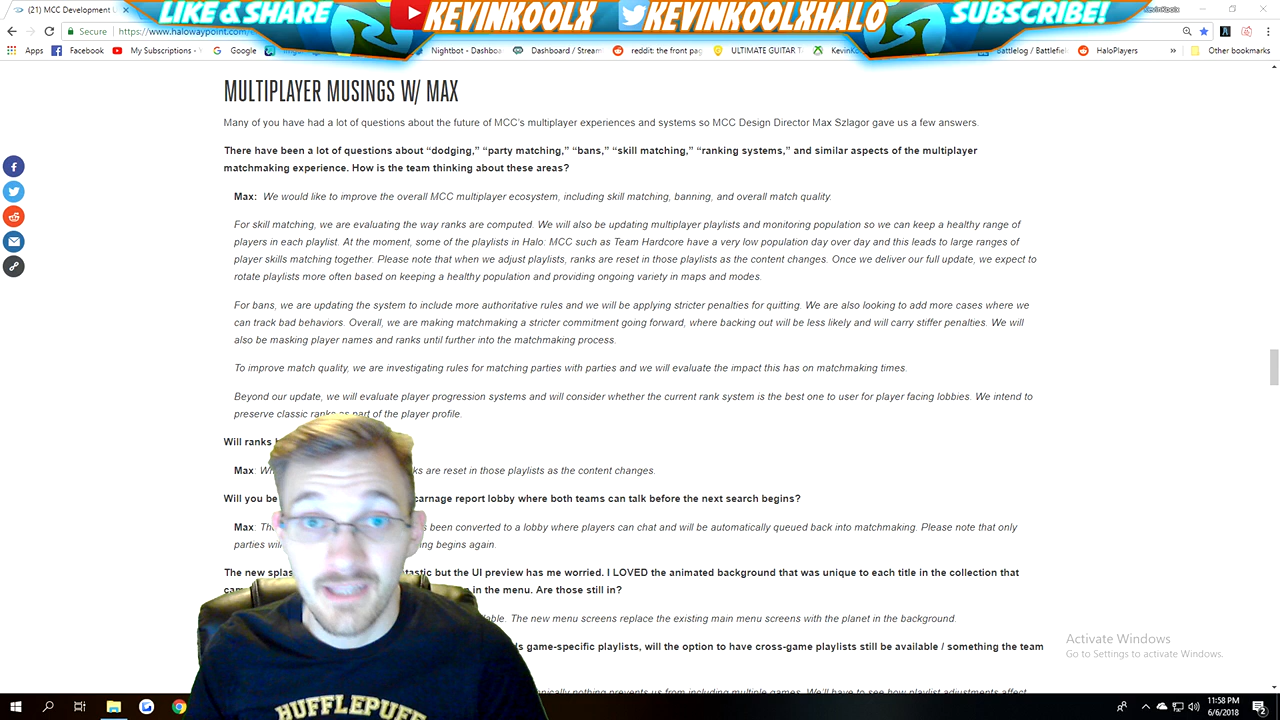 LIKE & SHARE KEVINKOOLX KEVINKOOLXHALO SUBSCRIBE!
(21) MCC Development U KevinKoolx
Secure https://www.halowaypoint.com/
Apps Facebook My Subscriptions - Google Nightbot - Dashboa Dashboard / Stream reddit: the front pag ULTIMATE GUITAR T Battlelog / Battlefiel HaloPlayers » Other bookmarks
MULTIPLAYER MUSINGS W/ MAX
Many of you have had a lot of questions about the future of MCC's multiplayer experiences and systems so MCC Design Director Max Szlagor gave us a few answers.
There have been a lot of questions about “dodging,” “party matching,” “bans,” “skill matching,” “ranking systems,” and similar aspects of the multiplayer
matchmaking experience. How is the team thinking about these areas?
Max: We would like to improve the overall MCC multiplayer ecosystem, including skill matching, banning, and overall match quality.
For skill matching, we are evaluating the way ranks are computed. We will also be updating multiplayer playlists and monitoring population so we can keep a healthy range of
players in each playlist. At the moment, some of the playlists in Halo: MCC such as Team Hardcore have a very low population day over day and this leads to large ranges of
player skills matching together. Please note that when we adjust playlists, ranks are reset in those playlists as the content changes. Once we deliver our full update, we expect to
rotate playlists more often based on keeping a healthy population and providing ongoing variety in maps and modes.
For bans, we are updating the system to include more authoritative rules and we will be applying stricter penalties for quitting. We are also looking to add more cases where we
can track bad behaviors. Overall, we are making matchmaking a stricter commitment going forward, where backing out will be less likely and will carry stiffer penalties. We will
also be masking player names and ranks until further into the matchmaking process.
To improve match quality, we are investigating rules for matching parties with parties and we will evaluate the impact this has on matchmaking times.
Beyond our update, we will evaluate player progression systems and will consider whether the current rank system is the best one to user for player facing lobbies. We intend to
preserve classic ranks as part of the player profile.
Will ranks
Max: are reset in those playlists as the content changes.
Will you be carnage report lobby where both teams can talk before the next search begins?
Max: been converted to a lobby where players can chat and will be automatically queued back into matchmaking. Please note that only
parties begins again.
The new but the UI preview has me worried. I LOVED the animated background that was unique to each title in the collection that
in the menu. Are those still in?
The new menu screens replace the existing main menu screens with the planet in the background.
game-specific playlists, will the option to have cross-game playlists still be available / something the team
nothing prevents us from including multiple games. We'll have to see how playlist adjustments affect
Activate Windows
Go to Settings to activate Windows.
HUFFLEPUFF
11:58 PM
6/6/2018
2